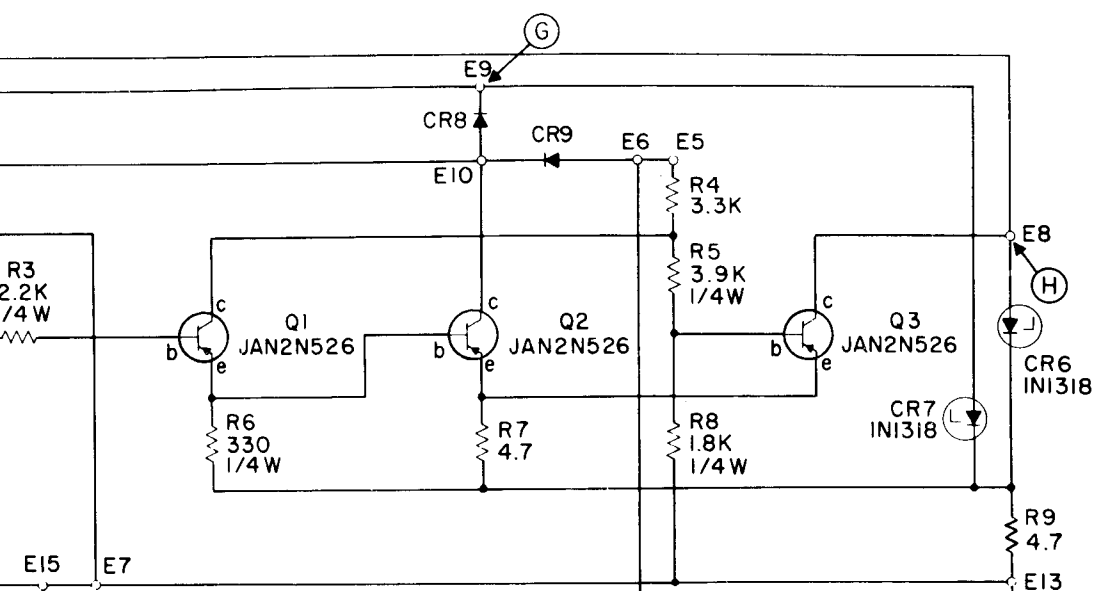 G
E9
CR8
CR9
E6
E5
E10
R4
3.3K
R3
2.2K
1/4W
R5
3.9K
1/4W
E8
H
c
Q1
JAN2N526
b
e
c
Q2
JAN2N526
b
e
c
Q3
JAN2N526
b
e
CR6
IN1318
CR7
IN1318
R6
330
1/4W
R7
4.7
R8
1.8K
1/4W
R9
4.7
E15
E7
E13